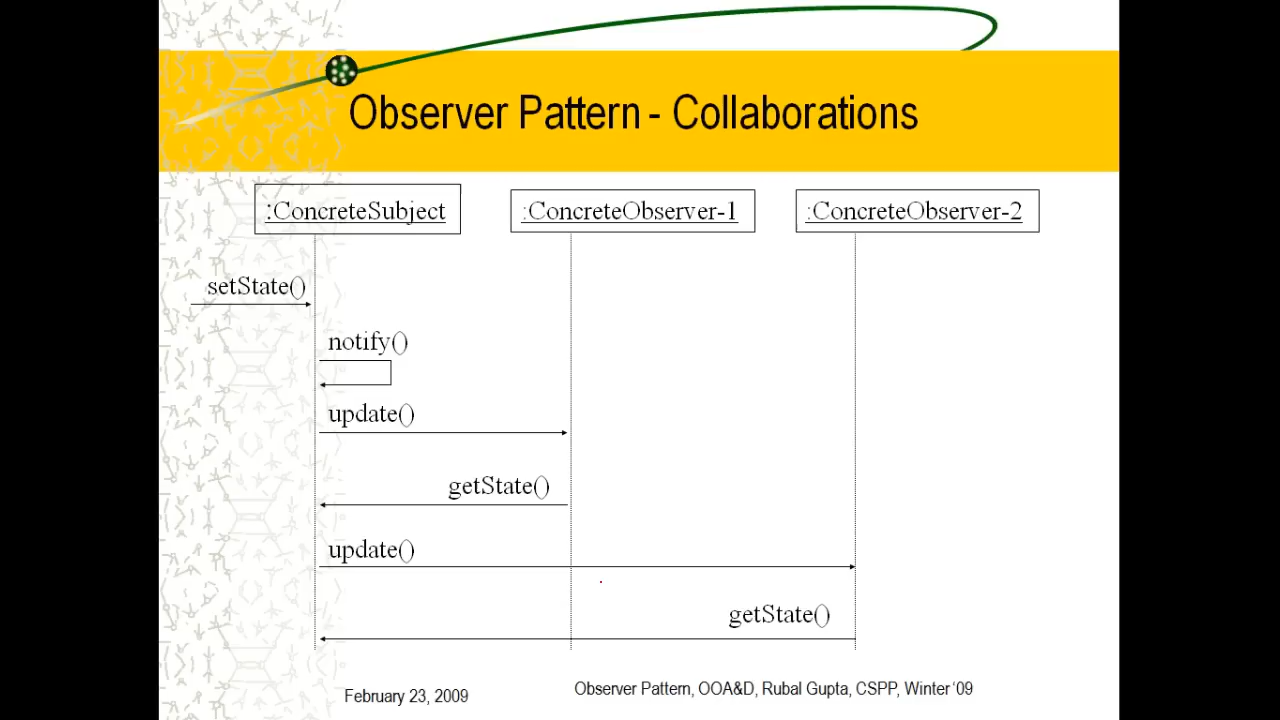 Observer Pattern - Collaborations
:ConcreteSubject
:ConcreteObserver-1
:ConcreteObserver-2
setState()
notify()
update()
getState()
update()
getState()
February 23, 2009
Observer Pattern, OOA&D, Rubal Gupta, CSPP, Winter ‘09